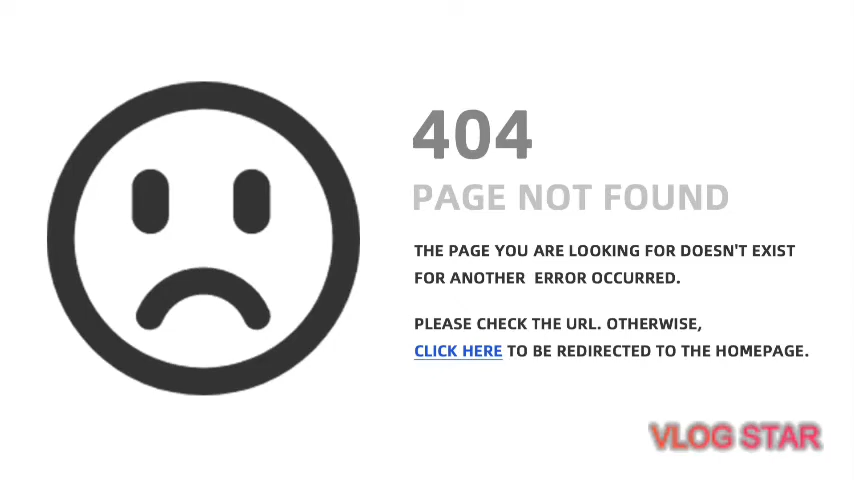 404
PAGE NOT FOUND
THE PAGE YOU ARE LOOKING FOR DOESN'T EXIST
FOR ANOTHER  ERROR OCCURRED.
PLEASE CHECK THE URL. OTHERWISE,
CLICK HERE TO BE REDIRECTED TO THE HOMEPAGE.
VLOG STAR